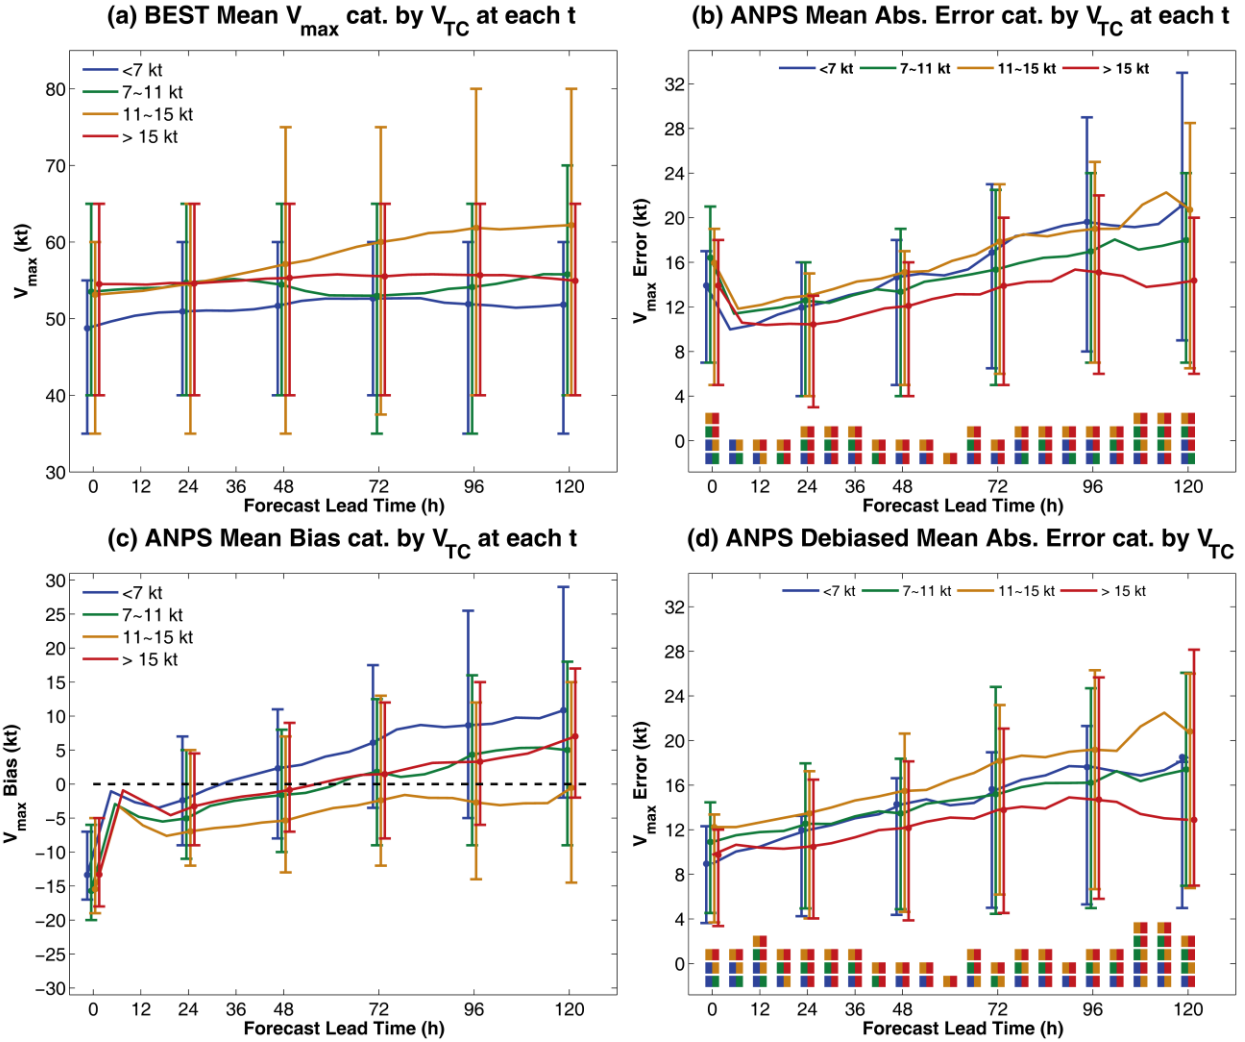 (a) BEST Mean Vmax cat. by VTC at each t
<7 kt
7~11 kt
11~15 kt
> 15 kt
Vmax (kt)
80
70
60
50
40
30
0 12 24 36 48 72 96 120
Forecast Lead Time (h)
(b) ANPS Mean Abs. Error cat. by VTC at each t
<7 kt 7~11 kt 11~15 kt > 15 kt
Vmax Error (kt)
32
28
24
20
16
12
8
4
0
0 12 24 36 48 72 96 120
Forecast Lead Time (h)
(c) ANPS Mean Bias cat. by VTC at each t
<7 kt
7~11 kt
11~15 kt
> 15 kt
Vmax Bias (kt)
30
25
20
15
10
5
0
−5
−10
−15
−20
−25
−30
0 12 24 36 48 72 96 120
Forecast Lead Time (h)
(d) ANPS Debiased Mean Abs. Error cat. by VTC
<7 kt 7~11 kt 11~15 kt > 15 kt
Vmax Error (kt)
32
28
24
20
16
12
8
4
0
0 12 24 36 48 72 96 120
Forecast Lead Time (h)